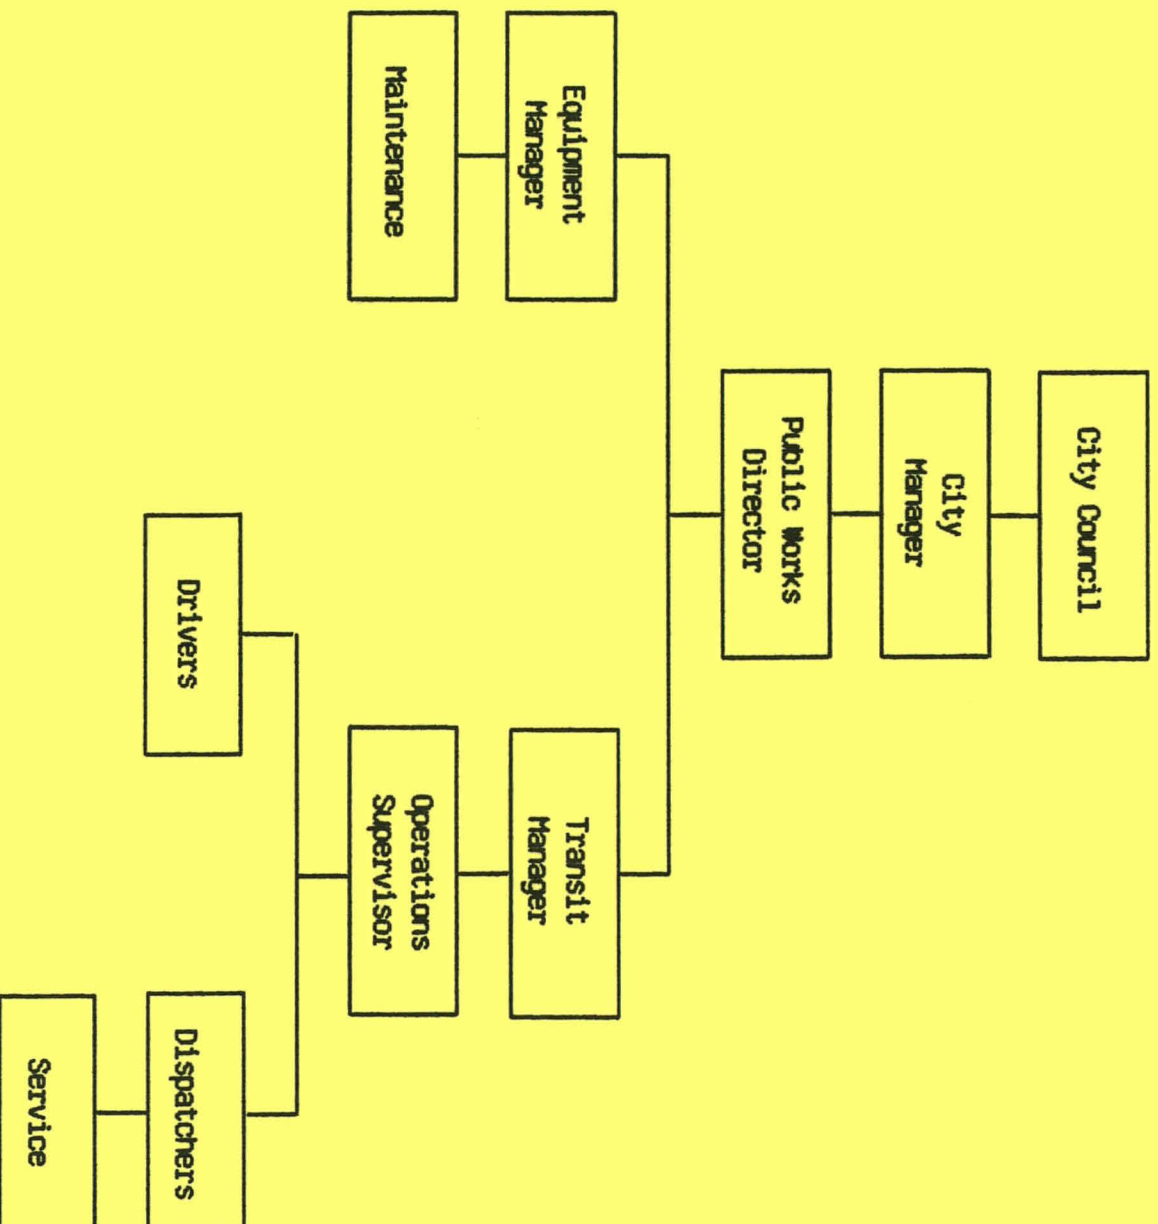 City Council
City
Manager
Public Works
Director
Equipment
Manager
Transit
Manager
Maintenance
Operations
Supervisor
Drivers
Dispatchers
Service